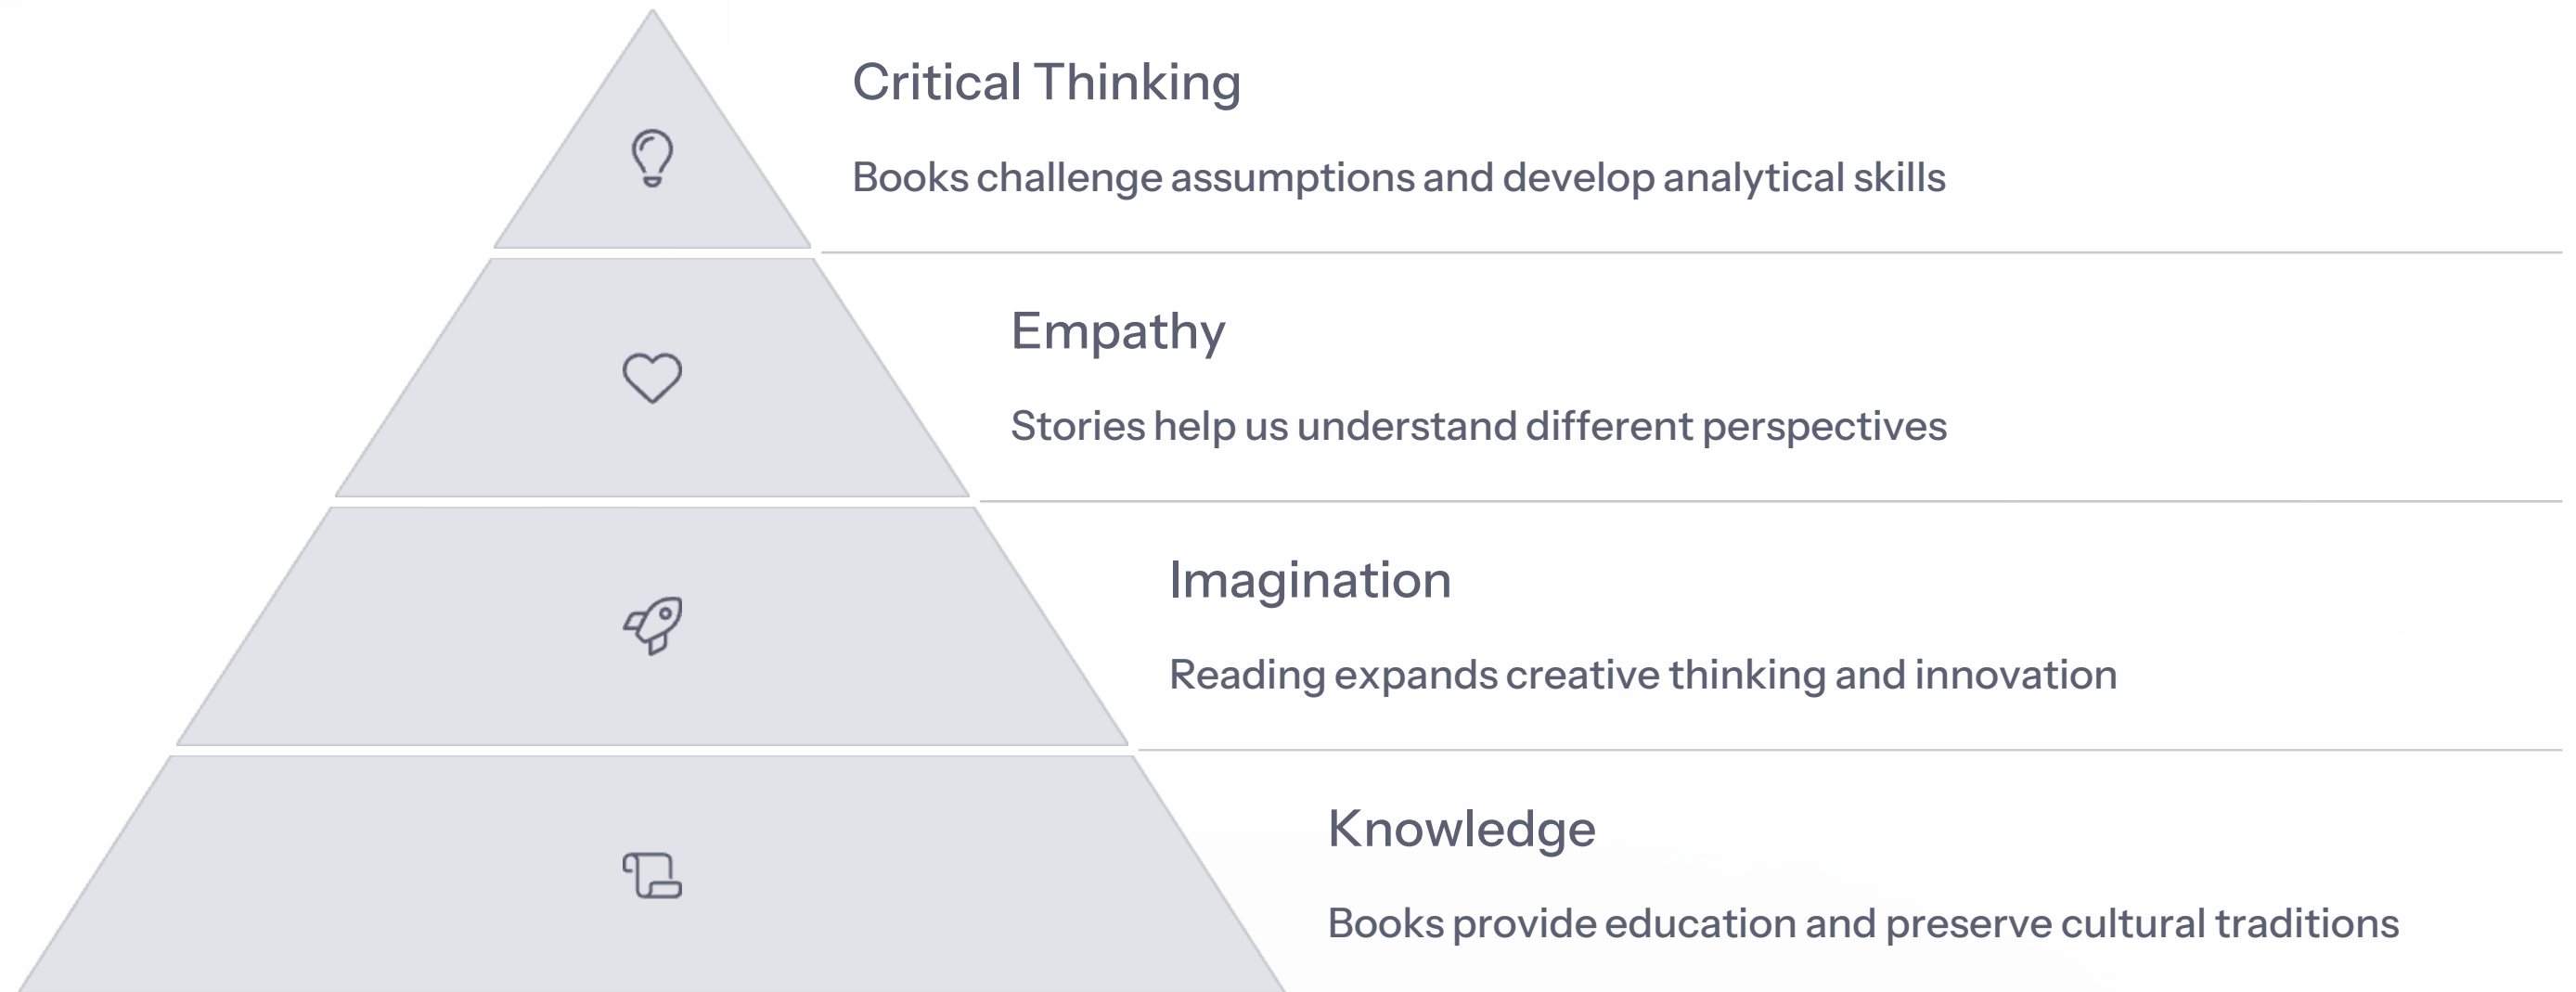 Critical Thinking
Books challenge assumptions and develop analytical skills
Empathy
Stories help us understand different perspectives
Imagination
Reading expands creative thinking and innovation
Knowledge
Books provide education and preserve cultural traditions